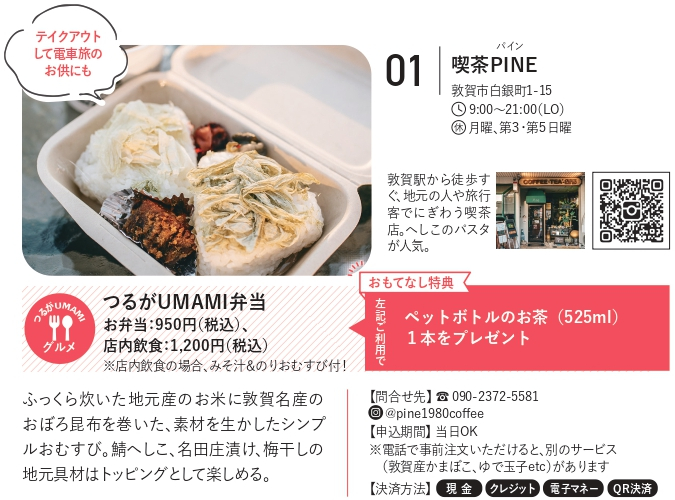 テイクアウト
して電車旅の
お供にも
01
パイン
喫茶PINE
敦賀市白銀町1-15
9:00〜21:00(LO)
休 月曜、第3・第5日曜
敦賀駅から徒歩す
ぐ、地元の人や旅行
客でにぎわう喫茶
店。へしこのパスタ
が人気。
COFFEE・TEA・BAR
つるがUMAMI
グルメ
つるがUMAMI弁当
お弁当：950円（税込）、
店内飲食：1,200円（税込）
※店内飲食の場合、みそ汁&のりおむすび付！
おもてなし特典
左記ご利用で
ペットボトルのお茶（525ml）
１本をプレゼント
ふっくら炊いた地元産のお米に敦賀名産の
おぼろ昆布を巻いた、素材を生かしたシンプ
ルおむすび。鯖へしこ、名田庄漬け、梅干しの
地元具材はトッピングとして楽しめる。
【問合せ先】☎ 090-2372-5581
@pine1980coffee
【申込期間】当日OK
※電話で事前注文いただけると、別のサービス
（敦賀産かまぼこ、ゆで玉子etc）があります
【決済方法】 現 金 クレジット 電子マネー QR決済